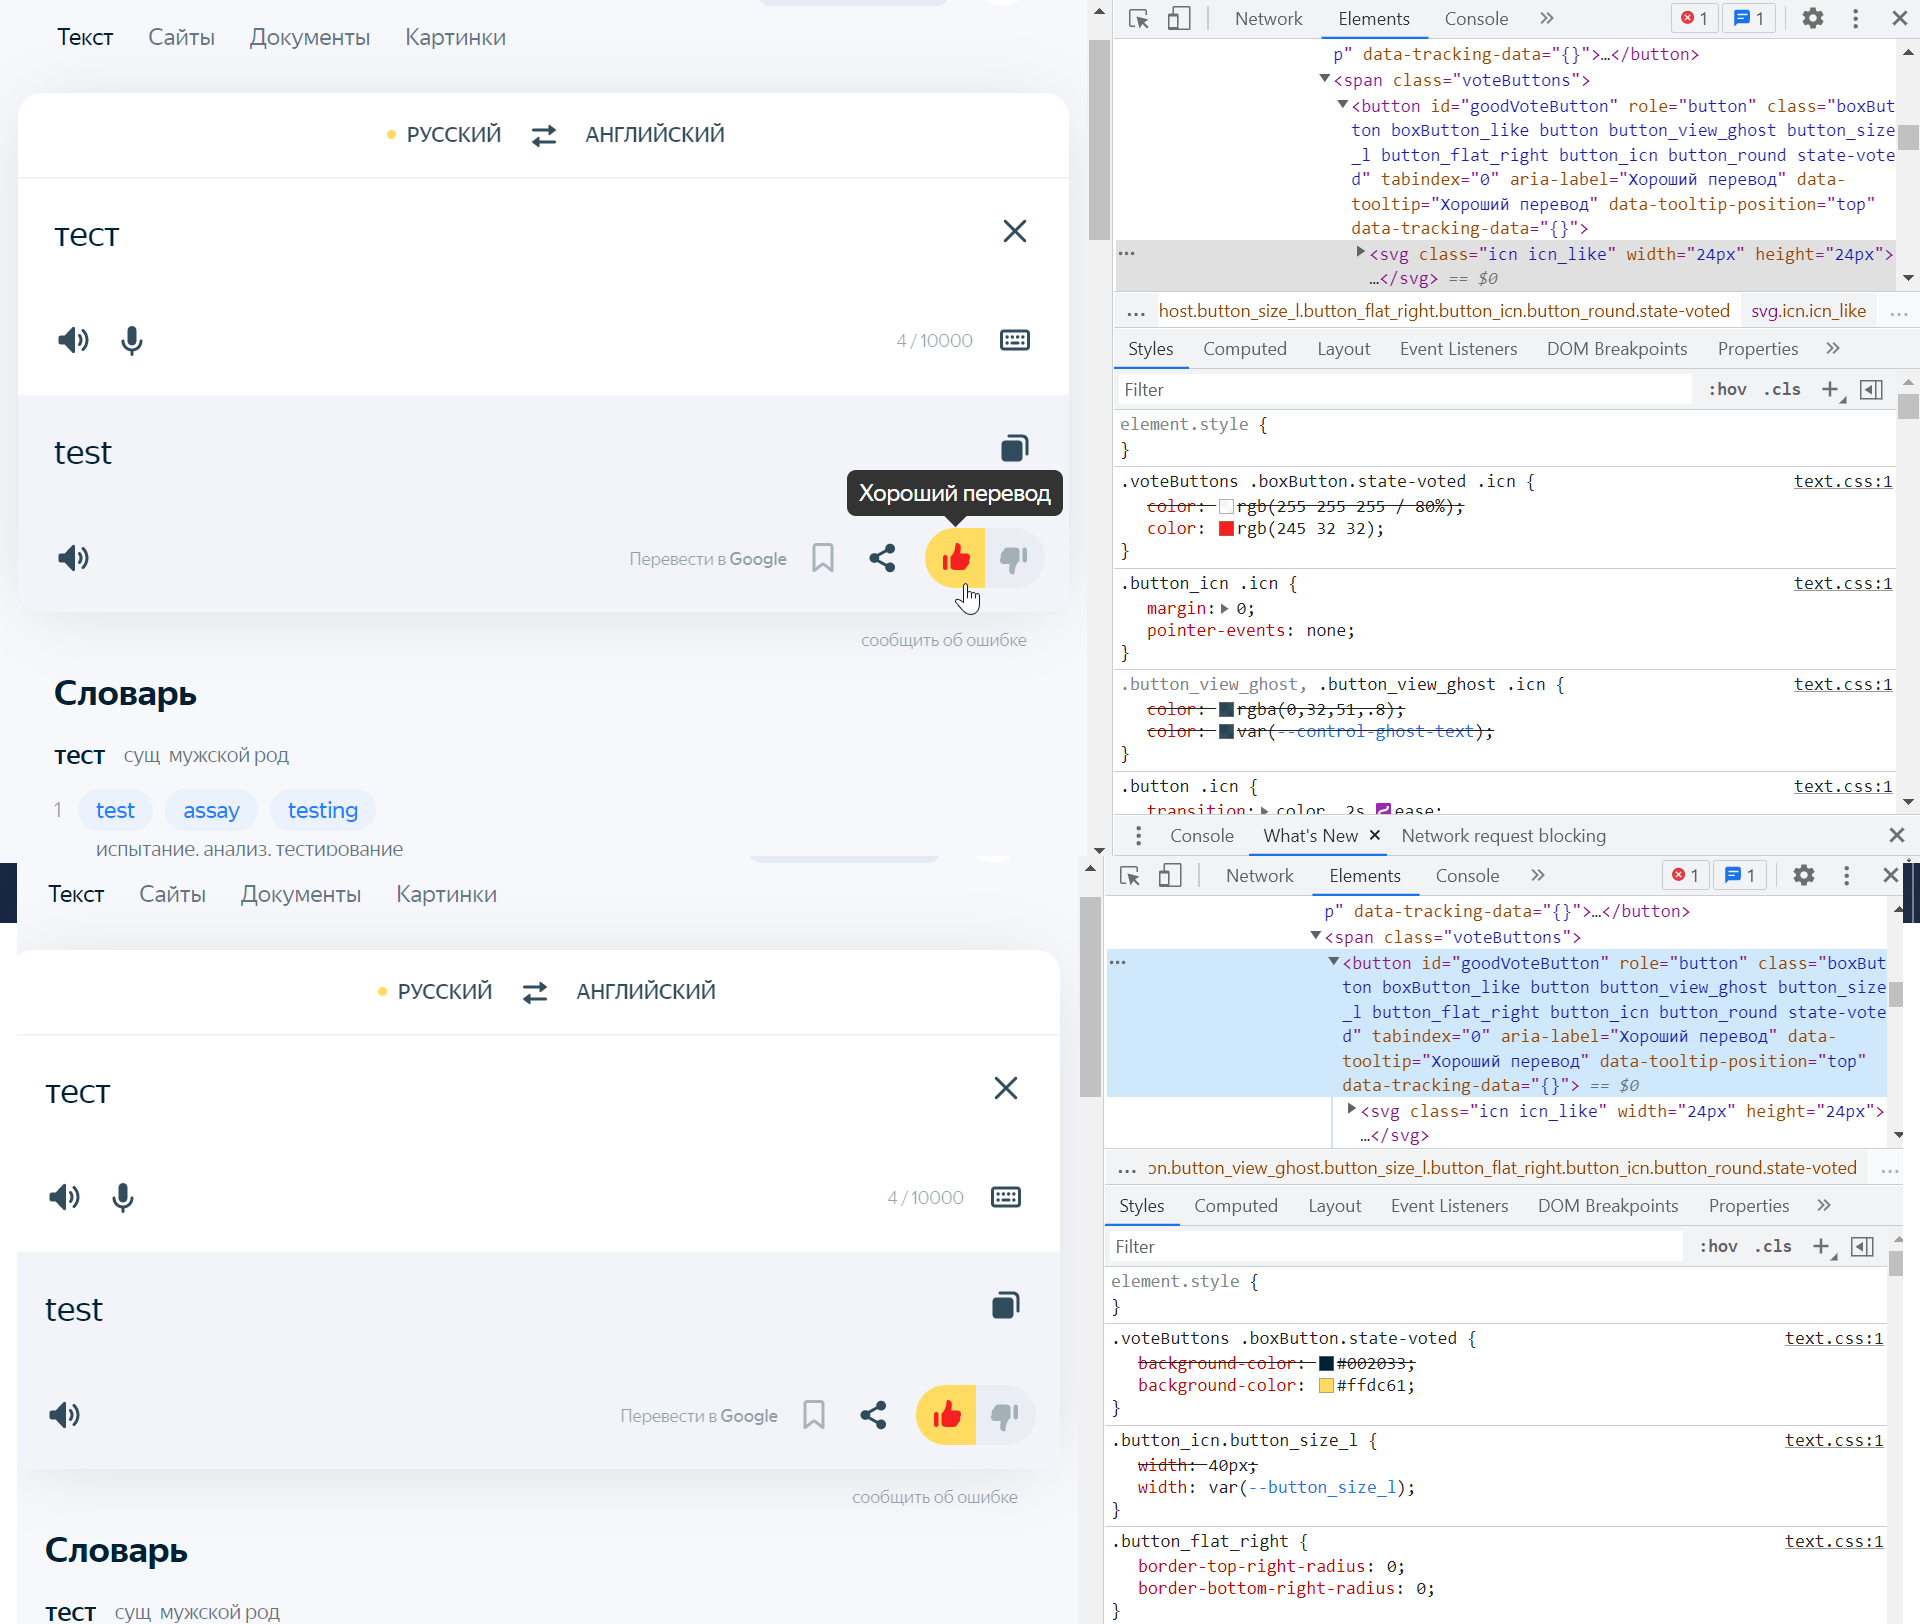 Текст Сайты Документы Картинки
РУССКИЙ АНГЛИЙСКИЙ
тест
4 / 10000
test
Хороший перевод
Перевести в Google
сообщить об ошибке
Словарь
тест сущ мужской род
1 test assay testing
испытание, анализ, тестирование
Network Elements Console » 1 1
p" data-tracking-data="{}">…</button>
<span class="voteButtons">
<button id="goodVoteButton" role="button" class="boxBut
ton boxButton_like button button_view_ghost button_size
_l button_flat_right button_icn button_round state-vote
d" tabindex="0" aria-label="Хороший перевод" data-
tooltip="Хороший перевод" data-tooltip-position="top"
data-tracking-data="{}">
… <svg class="icn icn_like" width="24px" height="24px">
…</svg> == $0
… host.button_size_l.button_flat_right.button_icn.button_round.state-voted svg.icn.icn_like …
Styles Computed Layout Event Listeners DOM Breakpoints Properties »
Filter :hov .cls +
element.style {
}
.voteButtons .boxButton.state-voted .icn { text.css:1
color: rgb(255 255 255 / 80%);
color: rgb(245 32 32);
}
.button_icn .icn { text.css:1
margin: 0;
pointer-events: none;
}
.button_view_ghost, .button_view_ghost .icn { text.css:1
color: rgba(0,32,51,.8);
color: var(--control-ghost-text);
}
.button .icn { text.css:1
transition: color .2s ease;
Console What's New × Network request blocking
Текст Сайты Документы Картинки
РУССКИЙ АНГЛИЙСКИЙ
тест
4 / 10000
test
Перевести в Google
сообщить об ошибке
Словарь
тест сущ мужской род
Network Elements Console » 1 1
p" data-tracking-data="{}">…</button>
<span class="voteButtons">
… <button id="goodVoteButton" role="button" class="boxBut
ton boxButton_like button button_view_ghost button_size
_l button_flat_right button_icn button_round state-vote
d" tabindex="0" aria-label="Хороший перевод" data-
tooltip="Хороший перевод" data-tooltip-position="top"
data-tracking-data="{}"> == $0
<svg class="icn icn_like" width="24px" height="24px">
…</svg>
… on.button_view_ghost.button_size_l.button_flat_right.button_icn.button_round.state-voted …
Styles Computed Layout Event Listeners DOM Breakpoints Properties »
Filter :hov .cls +
element.style {
}
.voteButtons .boxButton.state-voted { text.css:1
background-color: #002033;
background-color: #ffdc61;
}
.button_icn.button_size_l { text.css:1
width: 40px;
width: var(--button_size_l);
}
.button_flat_right { text.css:1
border-top-right-radius: 0;
border-bottom-right-radius: 0;
}